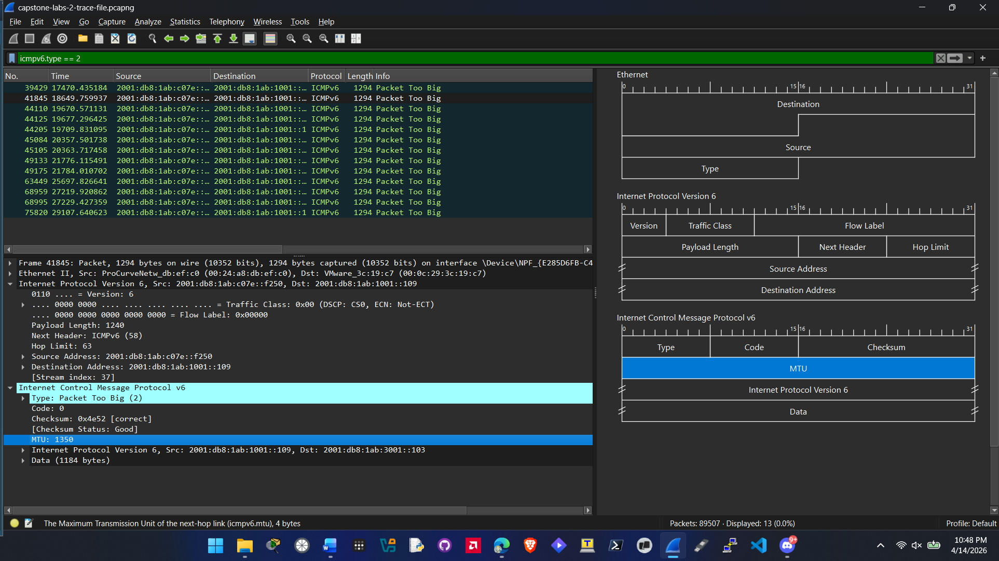 capstone-labs-2-trace-file.pcapng
File Edit View Go Capture Analyze Statistics Telephony Wireless Tools Help
icmpv6.type == 2
No. Time Source Destination Protocol Length Info
39429 17470.435184 2001:db8:1ab:c07e::… 2001:db8:1ab:1001::… ICMPv6 1294 Packet Too Big
41845 18649.759937 2001:db8:1ab:c07e::… 2001:db8:1ab:1001::… ICMPv6 1294 Packet Too Big
44110 19670.571131 2001:db8:1ab:c07e::… 2001:db8:1ab:1001::… ICMPv6 1294 Packet Too Big
44125 19677.296425 2001:db8:1ab:c07e::… 2001:db8:1ab:1001::… ICMPv6 1294 Packet Too Big
44205 19709.831095 2001:db8:1ab:c07e::… 2001:db8:1ab:1001::1 ICMPv6 1294 Packet Too Big
45084 20357.501738 2001:db8:1ab:c07e::… 2001:db8:1ab:1001::… ICMPv6 1294 Packet Too Big
45105 20363.717458 2001:db8:1ab:c07e::… 2001:db8:1ab:1001::… ICMPv6 1294 Packet Too Big
49133 21776.115491 2001:db8:1ab:c07e::… 2001:db8:1ab:1001::… ICMPv6 1294 Packet Too Big
49175 21784.010702 2001:db8:1ab:c07e::… 2001:db8:1ab:1001::… ICMPv6 1294 Packet Too Big
63449 25697.826641 2001:db8:1ab:c07e::… 2001:db8:1ab:1001::… ICMPv6 1294 Packet Too Big
68959 27219.920862 2001:db8:1ab:c07e::… 2001:db8:1ab:1001::… ICMPv6 1294 Packet Too Big
68995 27229.427359 2001:db8:1ab:c07e::… 2001:db8:1ab:1001::… ICMPv6 1294 Packet Too Big
75820 29107.640623 2001:db8:1ab:c07e::… 2001:db8:1ab:1001::1 ICMPv6 1294 Packet Too Big
Frame 41845: Packet, 1294 bytes on wire (10352 bits), 1294 bytes captured (10352 bits) on interface \Device\NPF_{E285D6FB-C4
Ethernet II, Src: ProCurveNetw_db:ef:c0 (00:24:a8:db:ef:c0), Dst: VMware_3c:19:c7 (00:0c:29:3c:19:c7)
Internet Protocol Version 6, Src: 2001:db8:1ab:c07e::f250, Dst: 2001:db8:1ab:1001::109
0110 .... = Version: 6
.... 0000 0000 .... .... .... .... .... = Traffic Class: 0x00 (DSCP: CS0, ECN: Not-ECT)
.... 0000 0000 0000 0000 0000 = Flow Label: 0x00000
Payload Length: 1240
Next Header: ICMPv6 (58)
Hop Limit: 63
Source Address: 2001:db8:1ab:c07e::f250
Destination Address: 2001:db8:1ab:1001::109
[Stream index: 37]
Internet Control Message Protocol v6
Type: Packet Too Big (2)
Code: 0
Checksum: 0x4e52 [correct]
[Checksum Status: Good]
MTU: 1350
Internet Protocol Version 6, Src: 2001:db8:1ab:1001::109, Dst: 2001:db8:1ab:3001::103
Data (1184 bytes)
Ethernet
0 15 16 31
Destination
Source
Type
Internet Protocol Version 6
0 15 16 31
Version Traffic Class Flow Label
Payload Length Next Header Hop Limit
Source Address
Destination Address
Internet Control Message Protocol v6
0 15 16 31
Type Code Checksum
MTU
Internet Protocol Version 6
Data
The Maximum Transmission Unit of the next-hop link (icmpv6.mtu), 4 bytes
Packets: 89507 · Displayed: 13 (0.0%)
Profile: Default
9+
10:48 PM
4/14/2026